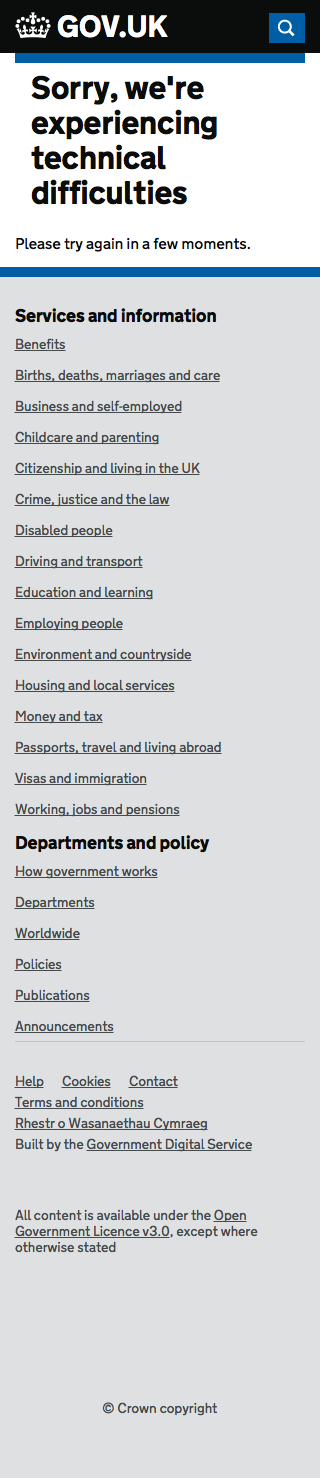 GOV.UK
Sorry, we're
experiencing
technical
difficulties
Please try again in a few moments.
Services and information
Benefits
Births, deaths, marriages and care
Business and self-employed
Childcare and parenting
Citizenship and living in the UK
Crime, justice and the law
Disabled people
Driving and transport
Education and learning
Employing people
Environment and countryside
Housing and local services
Money and tax
Passports, travel and living abroad
Visas and immigration
Working, jobs and pensions
Departments and policy
How government works
Departments
Worldwide
Policies
Publications
Announcements
Help Cookies Contact
Terms and conditions
Rhestr o Wasanaethau Cymraeg
Built by the Government Digital Service
All content is available under the Open
Government Licence v3.0, except where
otherwise stated
© Crown copyright